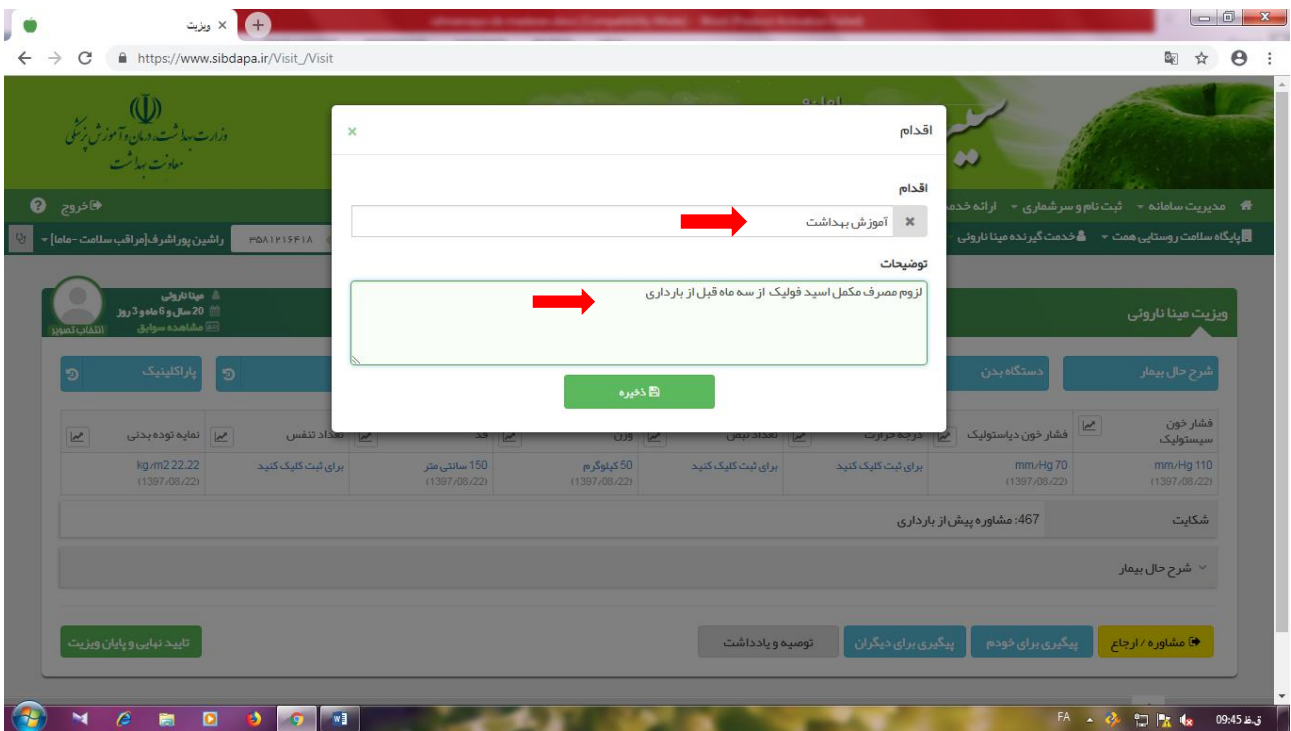 ویزیت
https://www.sibdapa.ir/Visit_/Visit
وزارت بهداشت، درمان و آموزش پزشکی
معاونت بهداشت
خروج
مدیریت سامانه
ثبت نام و سرشماری
پایگاه سلامت روستایی همت
خدمت گیرنده مینا ناروئی
راشین پور اشرف [مراقب سلامت - ماما]
اقدام
اقدام
آموزش بهداشت
توضیحات
لزوم مصرف مکمل اسید فولیک از سه ماه قبل از بارداری
ذخیره
ویزیت مینا ناروئی
مینا ناروئی
20 سال و 6 ماه و 3 روز
مشاهده سوابق
انتخاب تصویر
شرح حال بیمار
دستگاه بدن
پاراکلینیک
فشار خون سیستولیک
فشار خون دیاستولیک
درجه حرارت
تعداد نبض
وزن
قد
تعداد تنفس
نمایه توده بدنی
110 mm/Hg
70 mm/Hg
برای ثبت کلیک کنید
برای ثبت کلیک کنید
50 کیلوگرم
150 سانتی متر
برای ثبت کلیک کنید
22.22 kg/m2
(1397/08/22)
(1397/08/22)
(1397/08/22)
(1397/08/22)
(1397/08/22)
شکایت
467: مشاوره پیش از بارداری
شرح حال بیمار
مشاوره / ارجاع
پیگیری برای خودم
پیگیری برای دیگران
توصیه و یادداشت
تایید نهایی و پایان ویزیت
FA
09:45 ق.ظ